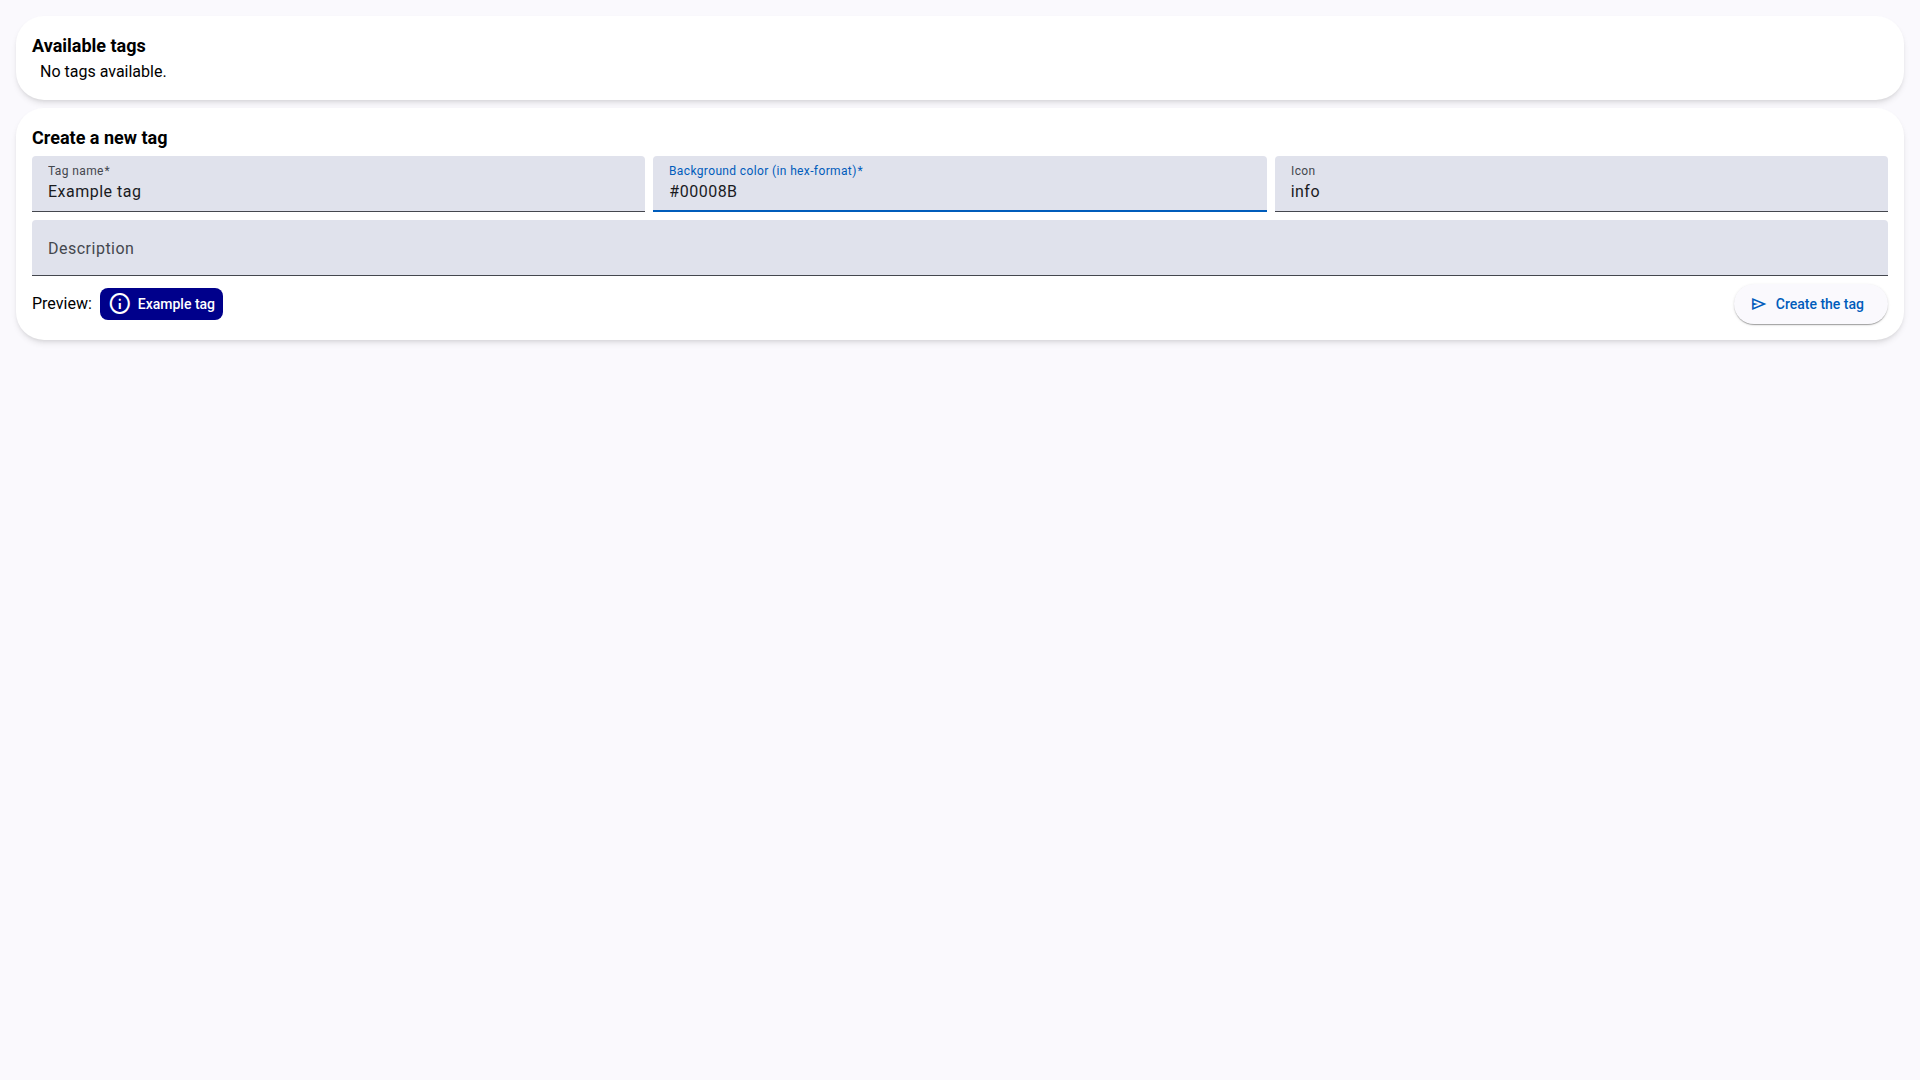 Available tags
No tags available.
Create a new tag
Tag name*
Example tag
Background color (in hex-format)*
#00008B
Icon
info
Description
Preview: Example tag
Create the tag